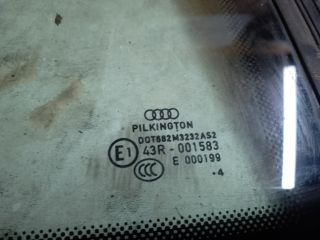 PILKINGTON
DOT682M3232AS2
E1 43R - 001583
CCC E 000199
.4